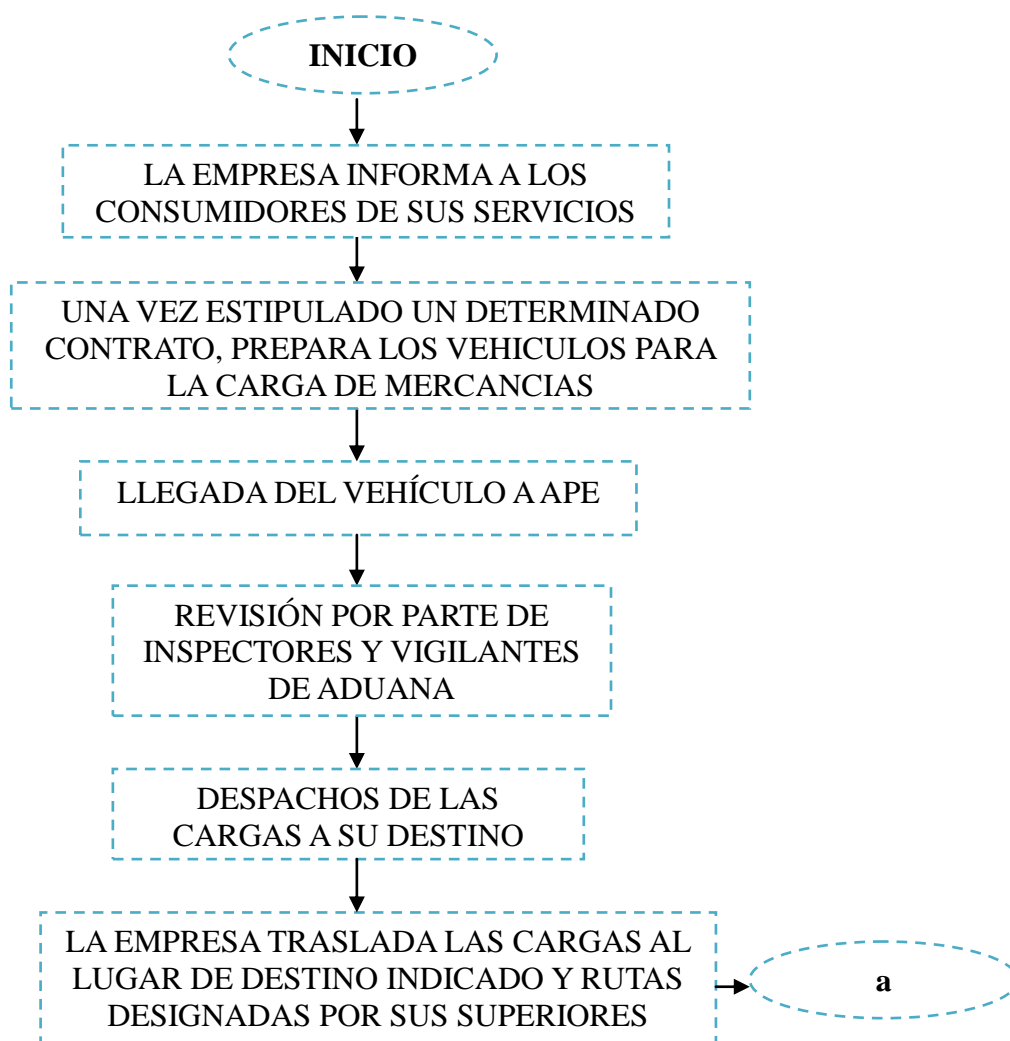 INICIO
LA EMPRESA INFORMA A LOS
CONSUMIDORES DE SUS SERVICIOS
UNA VEZ ESTIPULADO UN DETERMINADO
CONTRATO, PREPARA LOS VEHICULOS PARA
LA CARGA DE MERCANCIAS
LLEGADA DEL VEHÍCULO A APE
REVISIÓN POR PARTE DE
INSPECTORES Y VIGILANTES
DE ADUANA
DESPACHOS DE LAS
CARGAS A SU DESTINO
LA EMPRESA TRASLADA LAS CARGAS AL
LUGAR DE DESTINO INDICADO Y RUTAS
DESIGNADAS POR SUS SUPERIORES
a